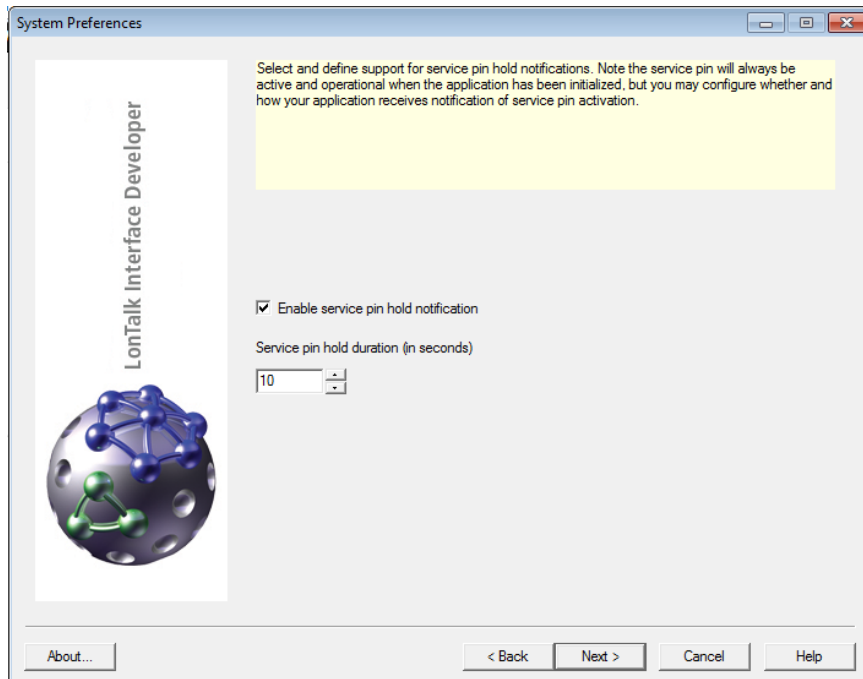 System Preferences
LonTalk Interface Developer
Select and define support for service pin hold notifications. Note the service pin will always be
active and operational when the application has been initialized, but you may configure whether and
how your application receives notification of service pin activation.
Enable service pin hold notification
Service pin hold duration (in seconds)
10
About...
< Back
Next >
Cancel
Help